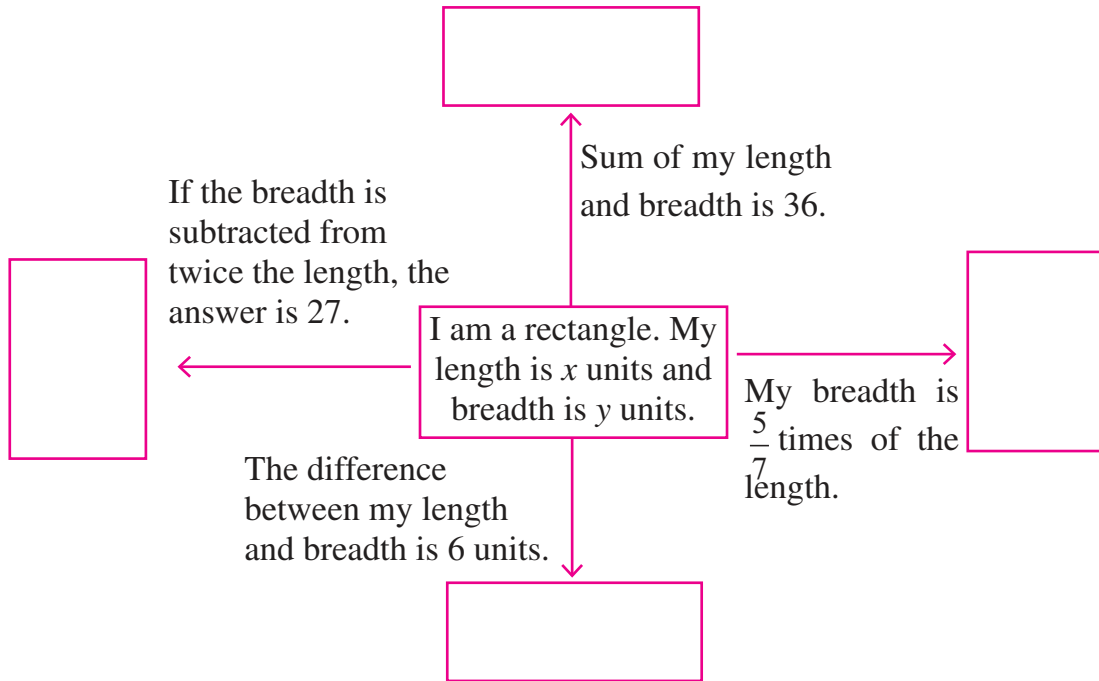 Sum of my length
and breadth is 36.
If the breadth is
subtracted from
twice the length, the
answer is 27.
I am a rectangle. My
length is x units and
breadth is y units.
My breadth is
5/7 times of the
length.
The difference
between my length
and breadth is 6 units.